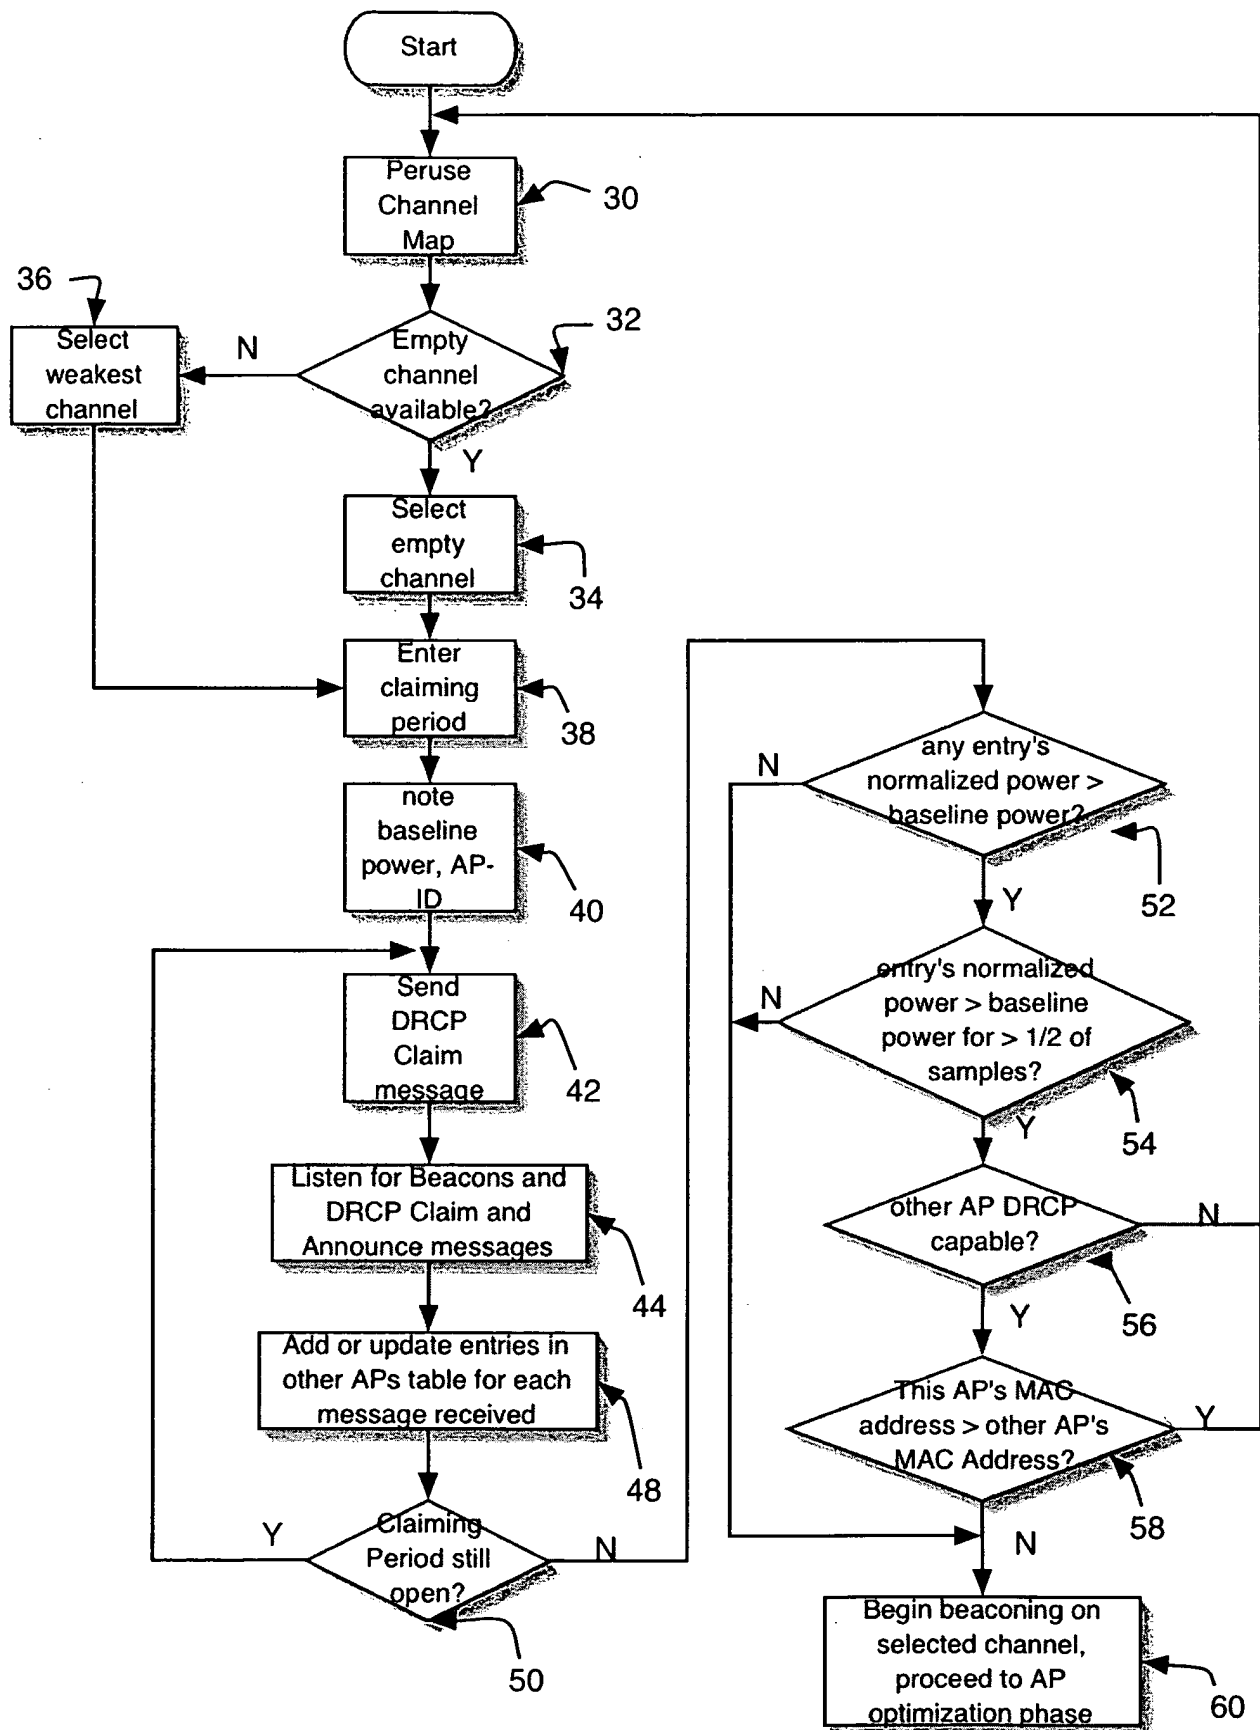 Start
Peruse
Channel
Map
30
36
Select
weakest
channel
N
Empty
channel
available?
32
Y
Select
empty
channel
34
Enter
claiming
period
38
note
baseline
power, AP-
ID
40
Send
DRCP
Claim
message
42
Listen for Beacons and
DRCP Claim and
Announce messages
44
Add or update entries in
other APs table for each
message received
48
Y
Claiming
Period still
open?
N
50
N
any entry's
normalized power >
baseline power?
52
Y
N
entry's normalized
power > baseline
power for > 1/2 of
samples?
54
Y
other AP DRCP
capable?
N
56
Y
This AP's MAC
address > other AP's
MAC Address?
Y
58
N
Begin beaconing on
selected channel,
proceed to AP
optimization phase
60